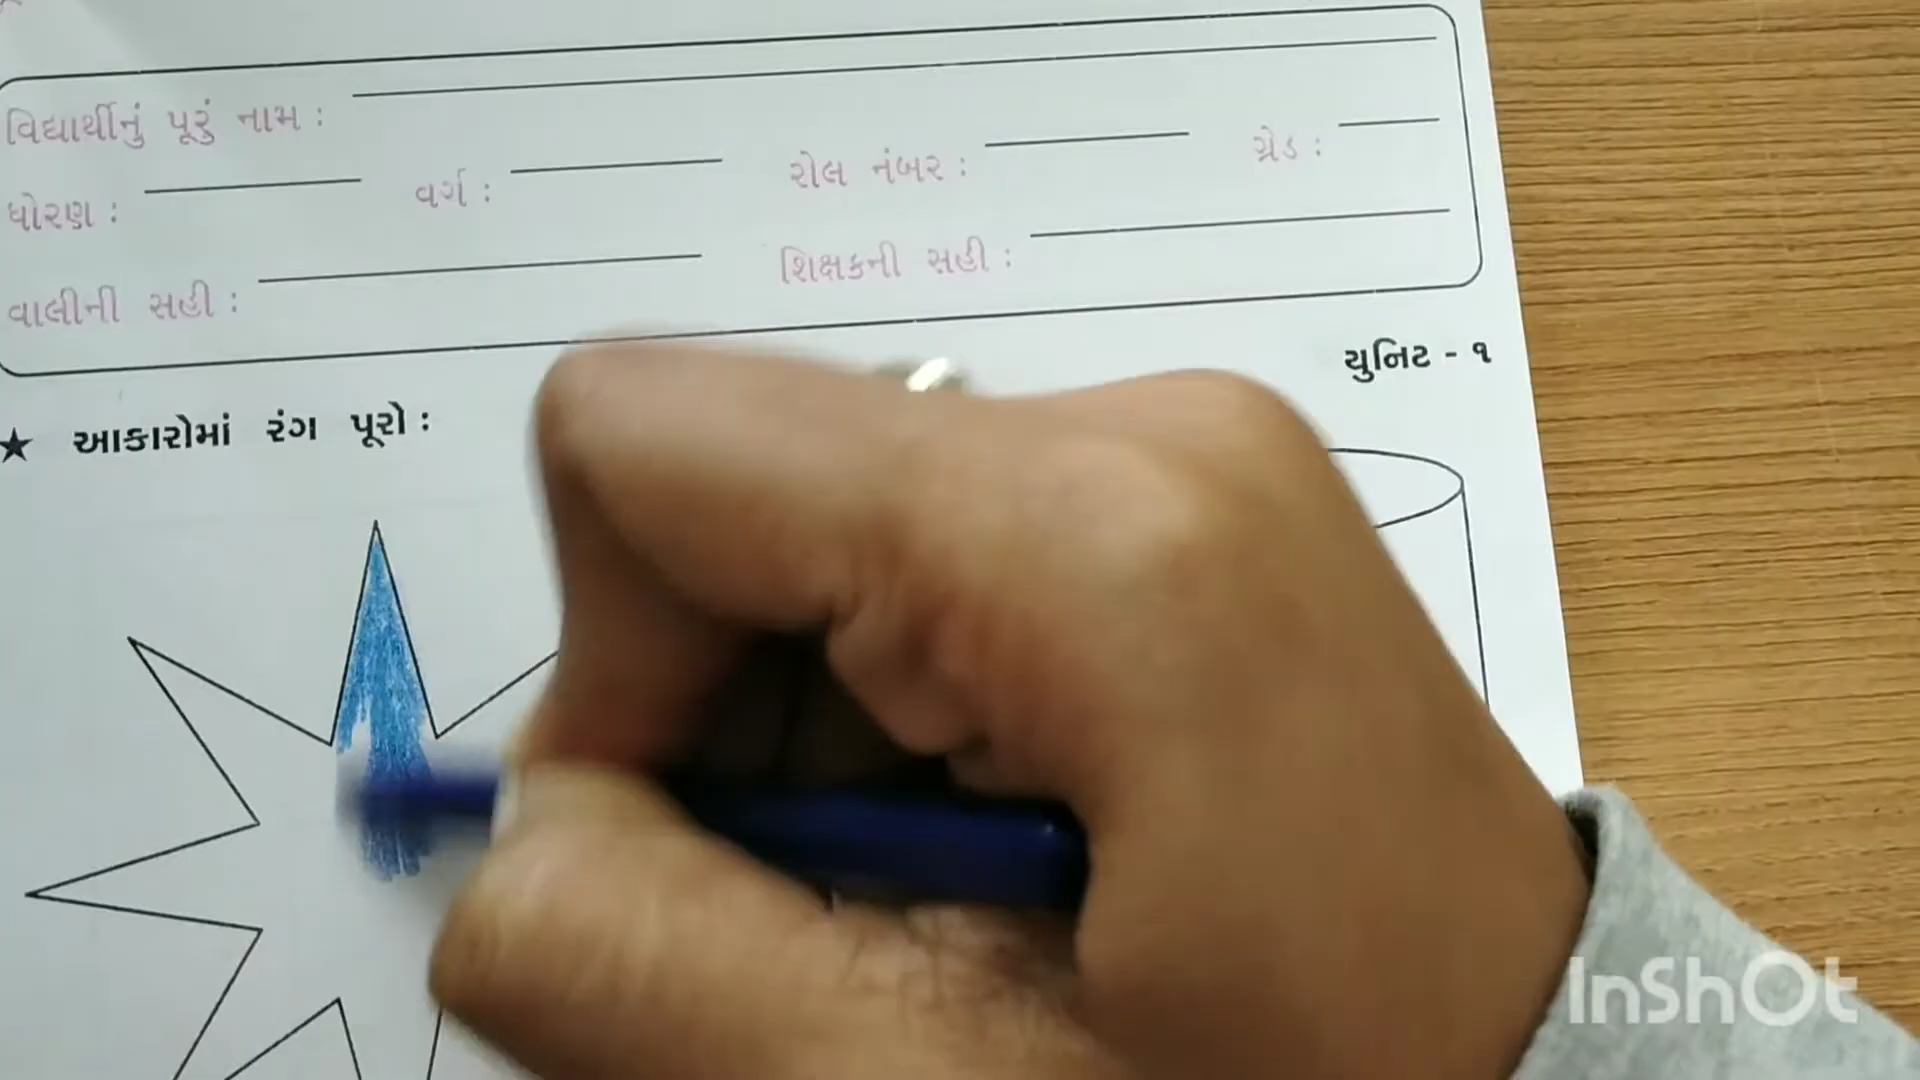 વિદ્યાર્થીનું પૂરું નામ :
ધોરણ : વર્ગ : રોલ નંબર : ગ્રેડ :
વાલીની સહી : શિક્ષકની સહી :
યુનિટ - ૧
★ આકારોમાં રંગ પૂરો :
InShOt